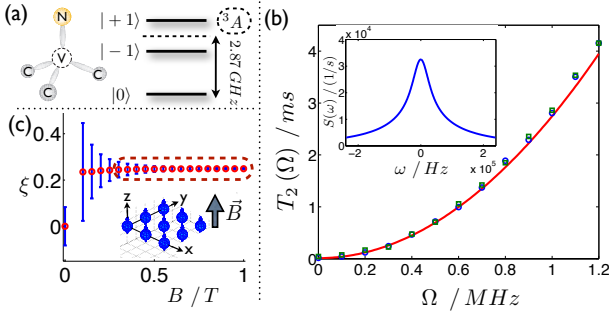 (a)
N
V
C
C
C
| + 1⟩
| − 1⟩
|0⟩
³A
2.87 GHz
(b)
T₂ (Ω) / ms
4
3
2
1
0
0
0.2
0.4
0.6
0.8
1.0
1.2
Ω / MHz
x 10⁴
S(ω) / (1/s)
4
3
2
1
0
−2
0
2
x 10⁵
ω / Hz
(c)
ξ
0.4
0.2
0
0
0.5
1
B / T
z
y
x
B⃗